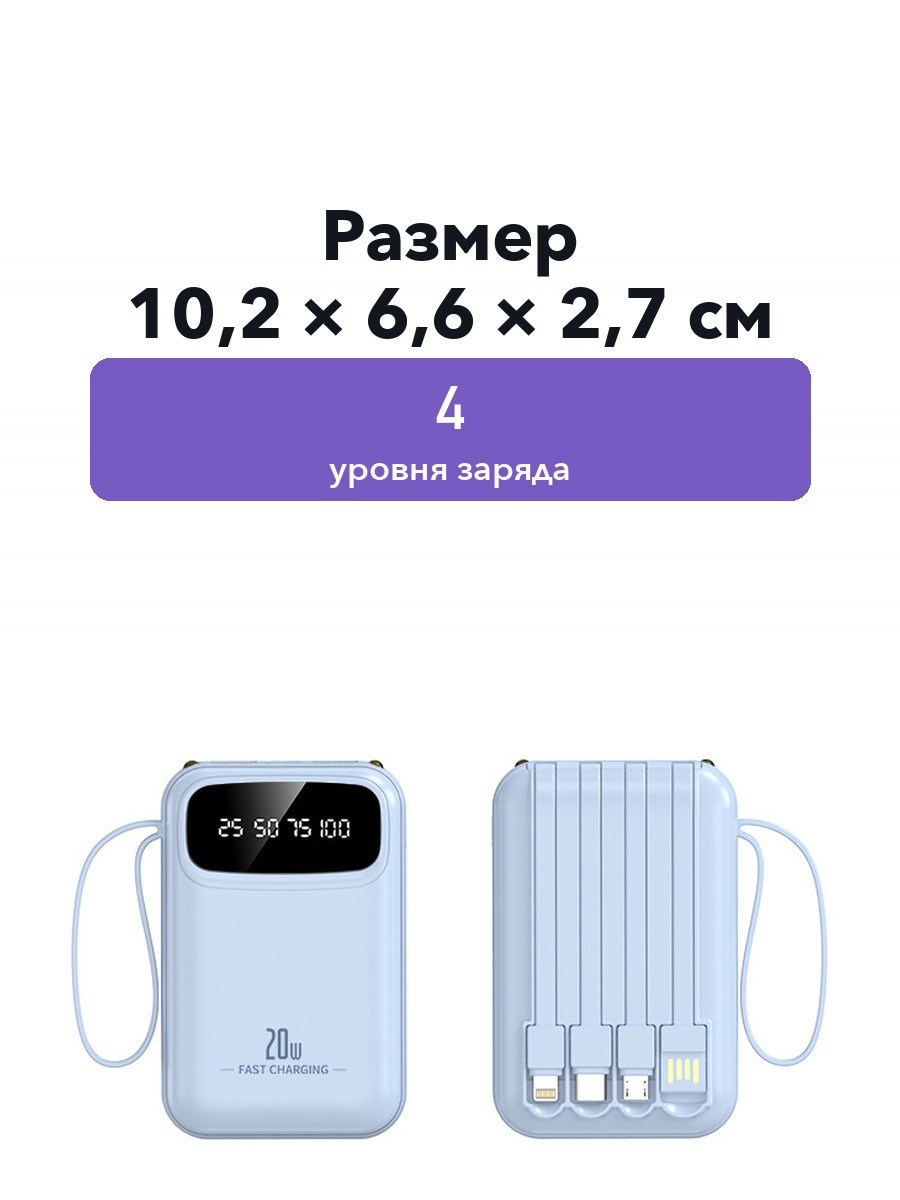 Размер
10,2 × 6,6 × 2,7 см
4
уровня заряда
25 50 75 100
20W
FAST CHARGING